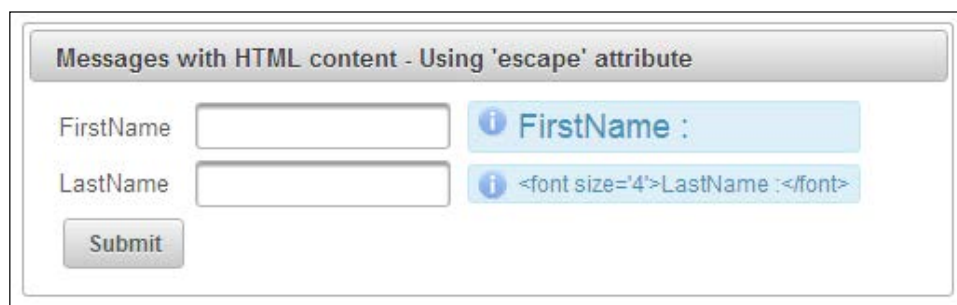 Messages with HTML content - Using 'escape' attribute
FirstName
FirstName :
LastName
<font size='4'>LastName :</font>
Submit